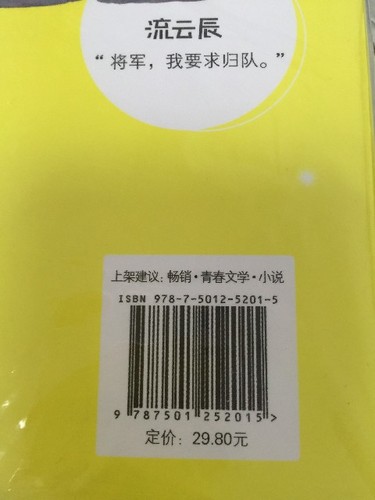 流云辰
“将军，我要求归队。”
上架建议：畅销·青春文学·小说
ISBN 978-7-5012-5201-5
9 787501 252015 >
定价：29.80元